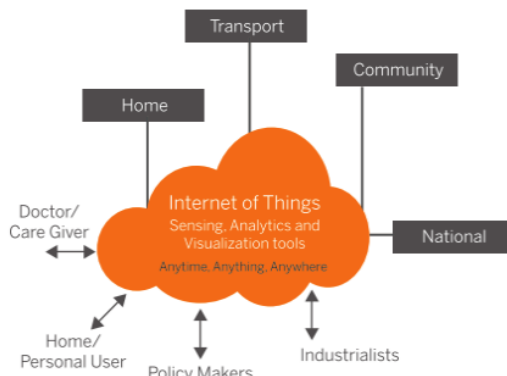 Transport
Community
Home
Internet of Things
Sensing, Analytics and
Visualization tools
Anytime, Anything, Anywhere
National
Doctor/
Care Giver
Home/
Personal User
Policy Makers
Industrialists